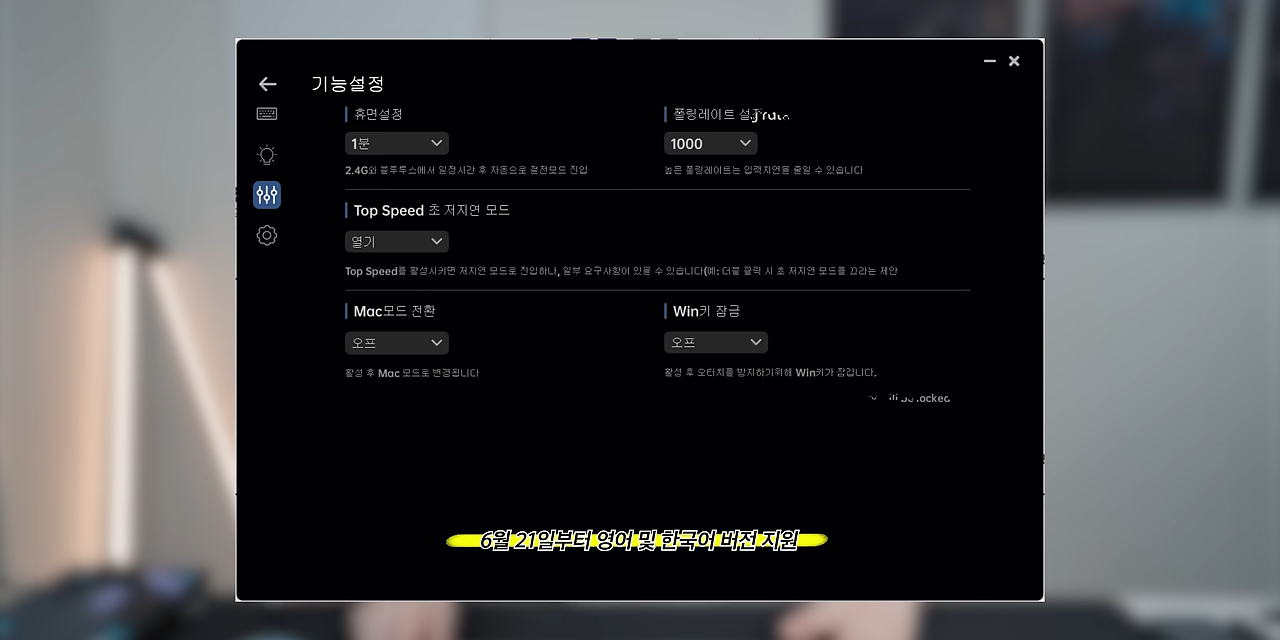 기능설정
휴면설정
폴링레이트
1분
1000
2.4G와 블루투스에서 일정시간 후 자동으로 절전모드 진입
높은 폴링레이트는 입력지연을 줄일 수 있습니다
Top Speed 초 저지연 모드
열기
Top Speed를 활성시키면 저지연 모드로 진입하나, 일부 요구사항이 있을 수 있습니다(예: 더블 클릭 시 초 저지연 모드를 끄라는 제안
Mac모드 전환
Win키 잠금
오프
오프
활성 후 Mac 모드로 변경됩니다
활성 후 오터치를 방지하기위해 Win키가 잠깁니다.
6월 21일부터 영어 및 한국어 버전 지원